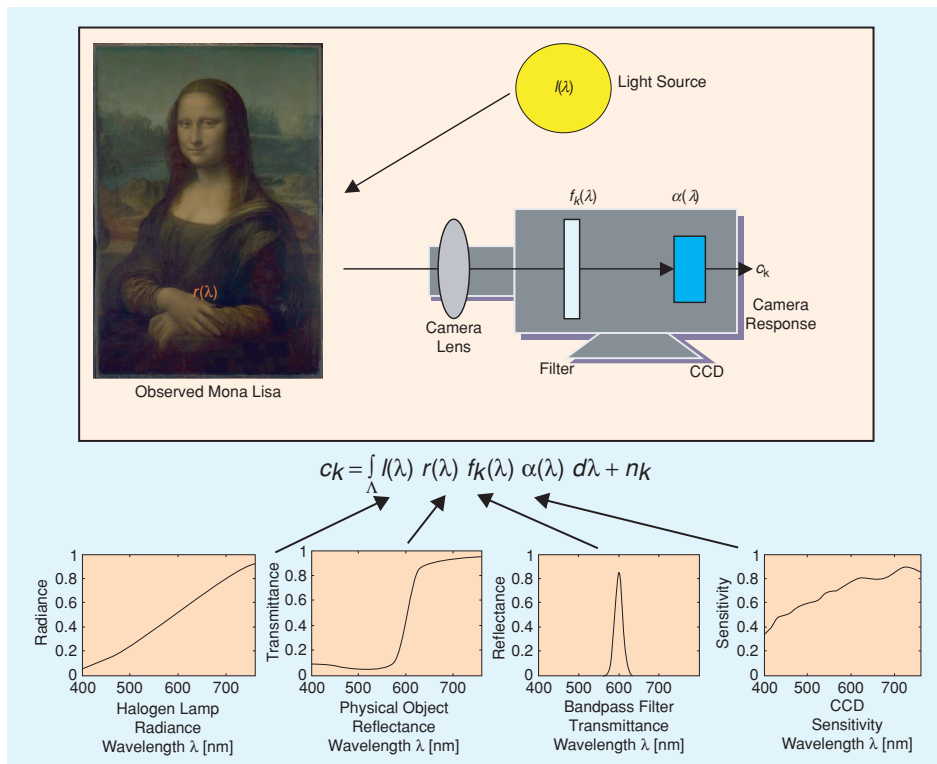 l(λ)
Light Source
f_k(λ)
α(λ)
r(λ)
c_k
Camera
Lens
Camera
Response
Filter
CCD
Observed Mona Lisa
c_k = ∫_Λ l(λ) r(λ) f_k(λ) α(λ) dλ + n_k
Radiance
1
0.8
0.6
0.4
0.2
0
400 500 600 700
Halogen Lamp
Radiance
Wavelength λ [nm]
Transmittance
1
0.8
0.6
0.4
0.2
0
400 500 600 700
Physical Object
Reflectance
Wavelength λ [nm]
Reflectance
1
0.8
0.6
0.4
0.2
0
400 500 600 700
Bandpass Filter
Transmittance
Wavelength λ [nm]
Sensitivity
1
0.8
0.6
0.4
0.2
0
400 500 600 700
CCD
Sensitivity
Wavelength λ [nm]